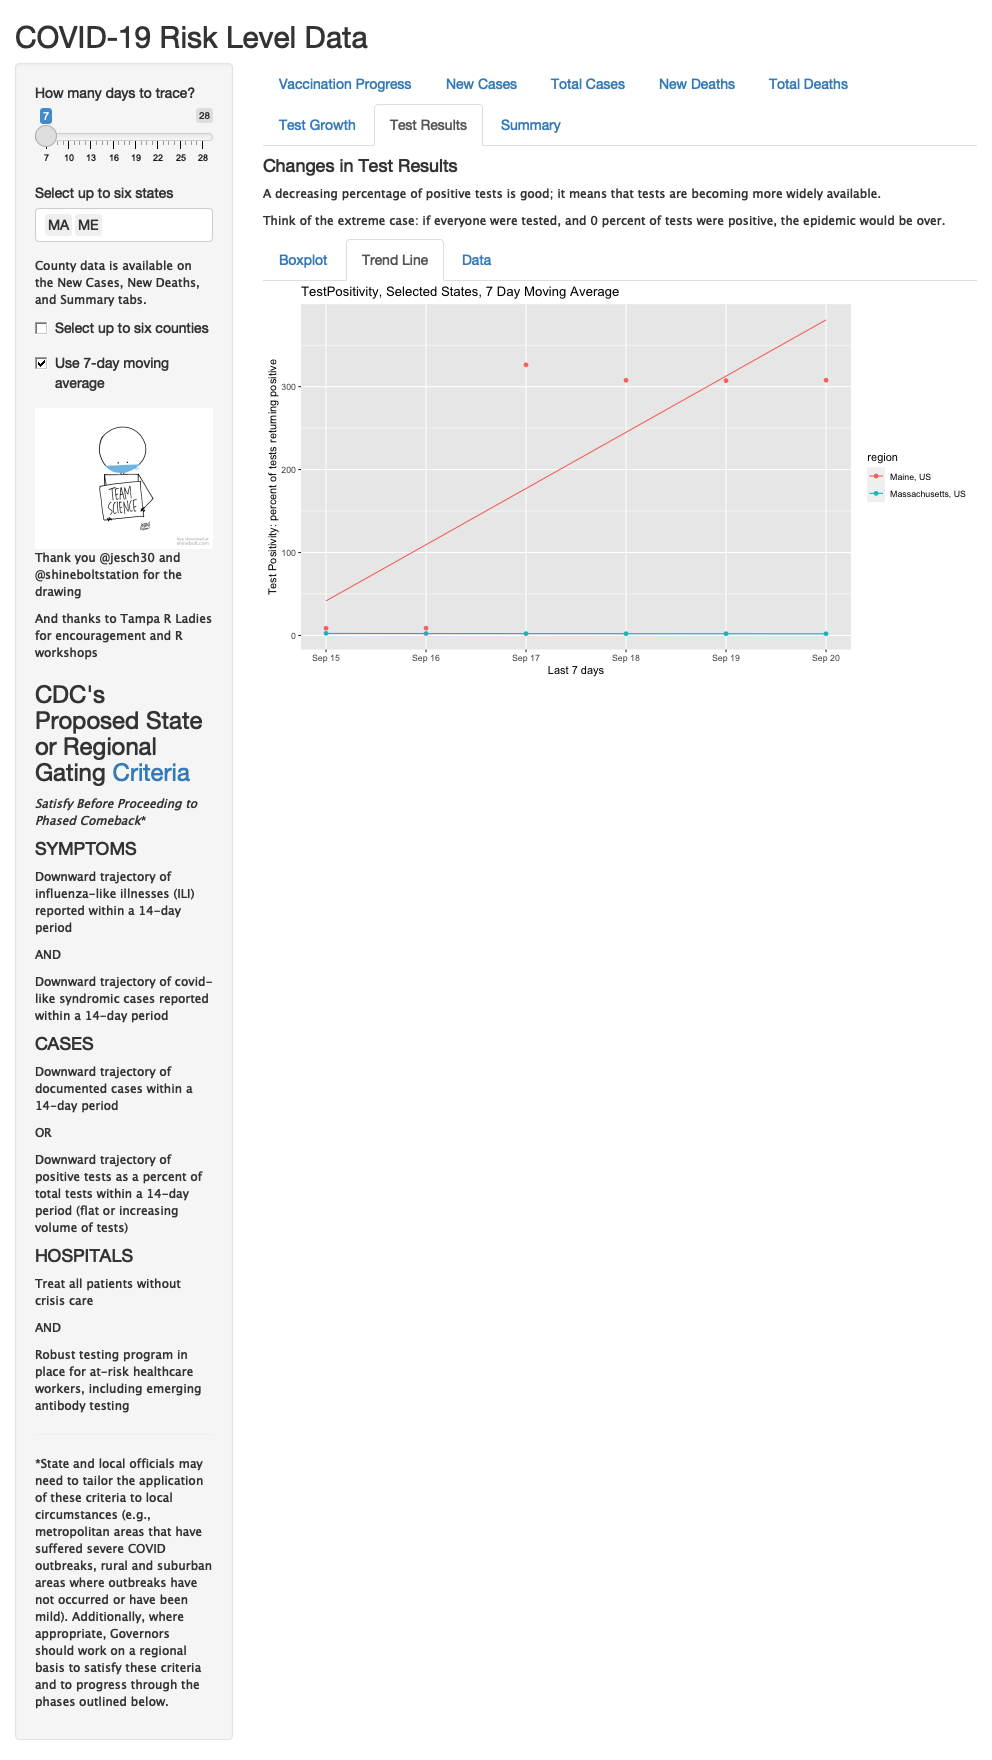 COVID-19 Risk Level Data
How many days to trace?
7
28
7 10 13 16 19 22 25 28
Select up to six states
MA ME
County data is available on
the New Cases, New Deaths,
and Summary tabs.
Select up to six counties
Use 7-day moving
average
TEAM
SCIENCE
Thank you @jesch30 and
@shineboltstation for the
drawing
And thanks to Tampa R Ladies
for encouragement and R
workshops
CDC's
Proposed State
or Regional
Gating Criteria
Satisfy Before Proceeding to
Phased Comeback*
SYMPTOMS
Downward trajectory of
influenza-like illnesses (ILI)
reported within a 14-day
period
AND
Downward trajectory of covid-
like syndromic cases reported
within a 14-day period
CASES
Downward trajectory of
documented cases within a
14-day period
OR
Downward trajectory of
positive tests as a percent of
total tests within a 14-day
period (flat or increasing
volume of tests)
HOSPITALS
Treat all patients without
crisis care
AND
Robust testing program in
place for at-risk healthcare
workers, including emerging
antibody testing
*State and local officials may
need to tailor the application
of these criteria to local
circumstances (e.g.,
metropolitan areas that have
suffered severe COVID
outbreaks, rural and suburban
areas where outbreaks have
not occurred or have been
mild). Additionally, where
appropriate, Governors
should work on a regional
basis to satisfy these criteria
and to progress through the
phases outlined below.
Vaccination Progress New Cases Total Cases New Deaths Total Deaths
Test Growth Test Results Summary
Changes in Test Results
A decreasing percentage of positive tests is good; it means that tests are becoming more widely available.
Think of the extreme case: if everyone were tested, and 0 percent of tests were positive, the epidemic would be over.
Boxplot Trend Line Data
TestPositivity, Selected States, 7 Day Moving Average
Test Positivity: percent of tests returning positive
300
200
100
0
Sep 15 Sep 16 Sep 17 Sep 18 Sep 19 Sep 20
Last 7 days
region
Maine, US
Massachusetts, US